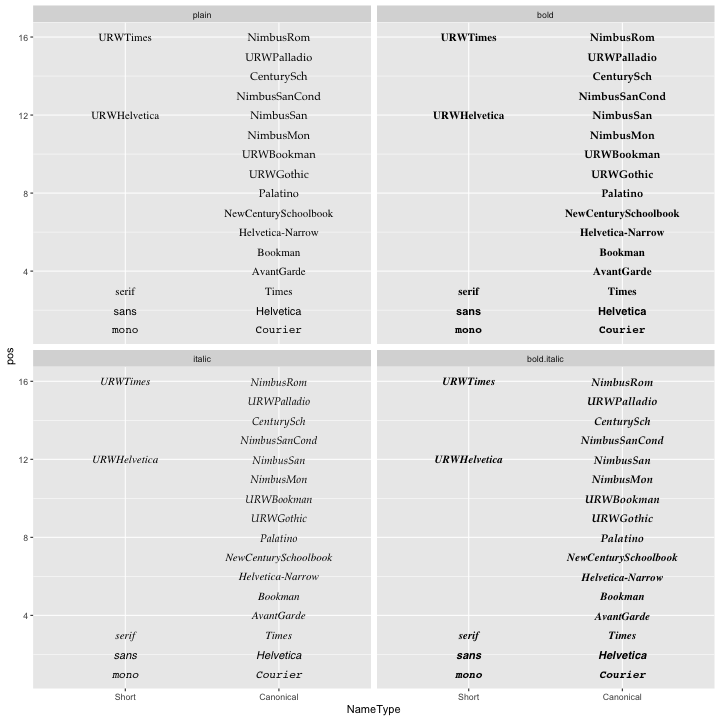 plain
16
URWTimes NimbusRom
URWPalladio
CenturySch
NimbusSanCond
12
URWHelvetica NimbusSan
NimbusMon
URWBookman
URWGothic
8
Palatino
NewCenturySchoolbook
Helvetica-Narrow
Bookman
4
AvantGarde
serif Times
sans Helvetica
mono Courier
bold
URWTimes NimbusRom
URWPalladio
CenturySch
NimbusSanCond
URWHelvetica NimbusSan
NimbusMon
URWBookman
URWGothic
Palatino
NewCenturySchoolbook
Helvetica-Narrow
Bookman
AvantGarde
serif Times
sans Helvetica
mono Courier
pos
italic
16
URWTimes NimbusRom
URWPalladio
CenturySch
NimbusSanCond
12
URWHelvetica NimbusSan
NimbusMon
URWBookman
URWGothic
8
Palatino
NewCenturySchoolbook
Helvetica-Narrow
Bookman
4
AvantGarde
serif Times
sans Helvetica
mono Courier
Short Canonical
bold.italic
URWTimes NimbusRom
URWPalladio
CenturySch
NimbusSanCond
URWHelvetica NimbusSan
NimbusMon
URWBookman
URWGothic
Palatino
NewCenturySchoolbook
Helvetica-Narrow
Bookman
AvantGarde
serif Times
sans Helvetica
mono Courier
Short Canonical
NameType